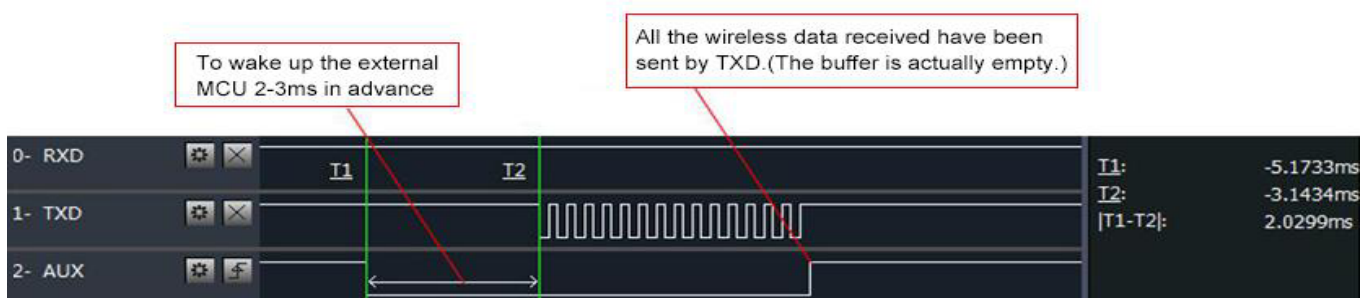 To wake up the external
MCU 2-3ms in advance
All the wireless data received have been
sent by TXD.(The buffer is actually empty.)
0- RXD
T1
T2
1- TXD
2- AUX
T1: -5.1733ms
T2: -3.1434ms
|T1-T2|: 2.0299ms